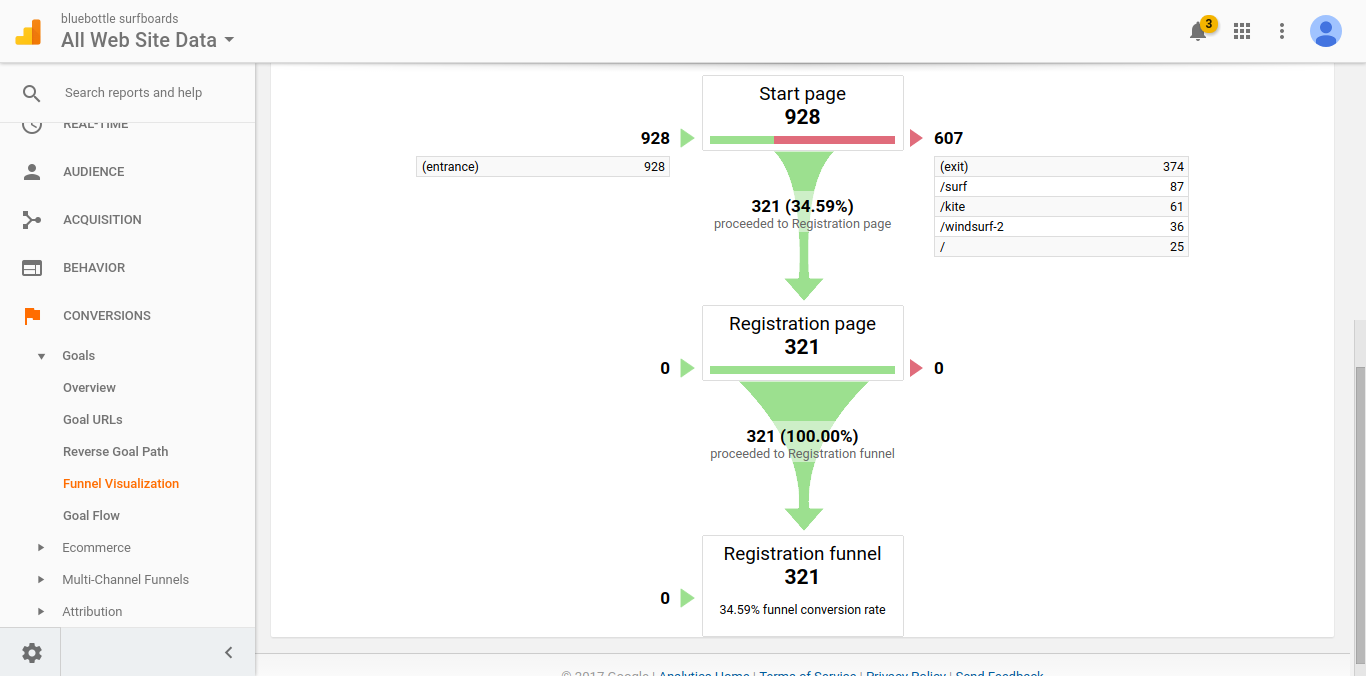 bluebottle surfboards
All Web Site Data
3
Search reports and help
REAL-TIME
AUDIENCE
ACQUISITION
BEHAVIOR
CONVERSIONS
Goals
Overview
Goal URLs
Reverse Goal Path
Funnel Visualization
Goal Flow
Ecommerce
Multi-Channel Funnels
Attribution
Start page
928
928
(entrance) 928
607
(exit) 374
/surf 87
/kite 61
/windsurf-2 36
/ 25
321 (34.59%)
proceeded to Registration page
Registration page
321
0
0
321 (100.00%)
proceeded to Registration funnel
Registration funnel
321
0
34.59% funnel conversion rate
© 2017 Google | Analytics Home | Terms of Service | Privacy Policy | Send Feedback